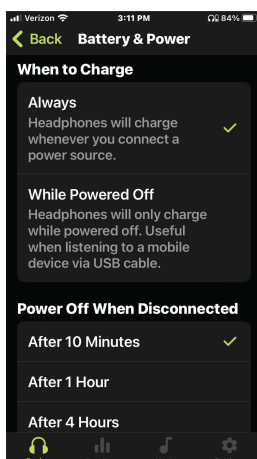 Verizon 3:11 PM 84%
Back Battery & Power
When to Charge
Always
Headphones will charge
whenever you connect a
power source.
While Powered Off
Headphones will only charge
while powered off. Useful
when listening to a mobile
device via USB cable.
Power Off When Disconnected
After 10 Minutes
After 1 Hour
After 4 Hours